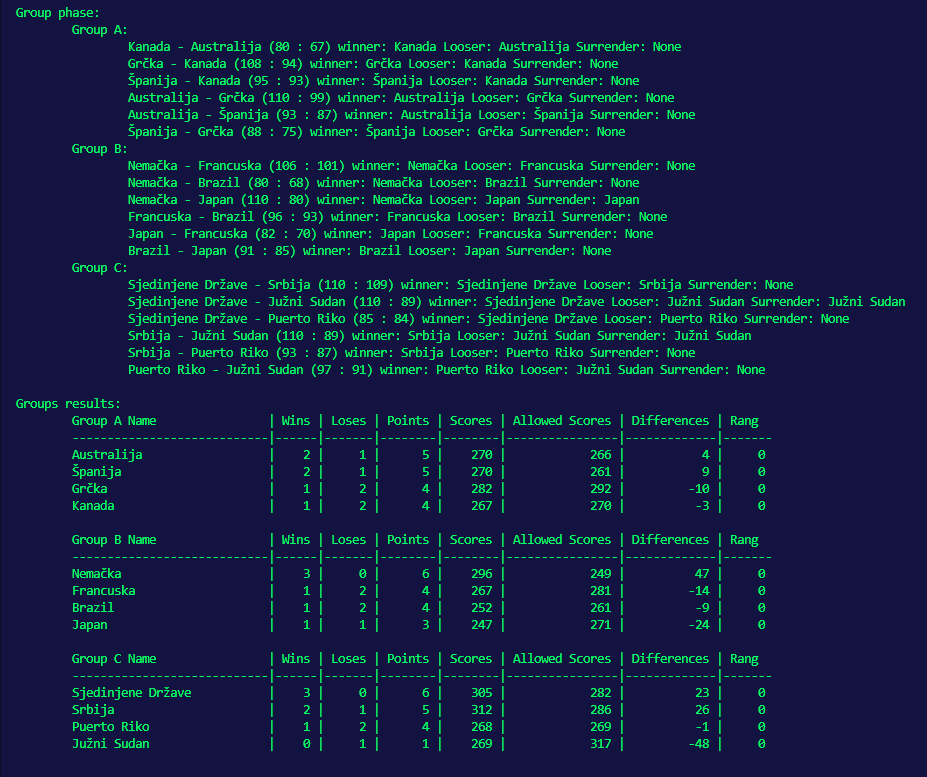 Group phase:
Group A:
Kanada - Australija (80 : 67) winner: Kanada Looser: Australija Surrender: None
Grčka - Kanada (108 : 94) winner: Grčka Looser: Kanada Surrender: None
Španija - Kanada (95 : 93) winner: Španija Looser: Kanada Surrender: None
Australija - Grčka (110 : 99) winner: Australija Looser: Grčka Surrender: None
Australija - Španija (93 : 87) winner: Australija Looser: Španija Surrender: None
Španija - Grčka (88 : 75) winner: Španija Looser: Grčka Surrender: None
Group B:
Nemačka - Francuska (106 : 101) winner: Nemačka Looser: Francuska Surrender: None
Nemačka - Brazil (80 : 68) winner: Nemačka Looser: Brazil Surrender: None
Nemačka - Japan (110 : 80) winner: Nemačka Looser: Japan Surrender: Japan
Francuska - Brazil (96 : 93) winner: Francuska Looser: Brazil Surrender: None
Japan - Francuska (82 : 70) winner: Japan Looser: Francuska Surrender: None
Brazil - Japan (91 : 85) winner: Brazil Looser: Japan Surrender: None
Group C:
Sjedinjene Države - Srbija (110 : 109) winner: Sjedinjene Države Looser: Srbija Surrender: None
Sjedinjene Države - Južni Sudan (110 : 89) winner: Sjedinjene Države Looser: Južni Sudan Surrender: Južni Sudan
Sjedinjene Države - Puerto Riko (85 : 84) winner: Sjedinjene Države Looser: Puerto Riko Surrender: None
Srbija - Južni Sudan (110 : 89) winner: Srbija Looser: Južni Sudan Surrender: Južni Sudan
Srbija - Puerto Riko (93 : 87) winner: Srbija Looser: Puerto Riko Surrender: None
Puerto Riko - Južni Sudan (97 : 91) winner: Puerto Riko Looser: Južni Sudan Surrender: None
Groups results:
Group A Name | Wins | Loses | Points | Scores | Allowed Scores | Differences | Rang
----------------------------|------|-------|--------|--------|----------------|-------------|-------
Australija | 2 | 1 | 5 | 270 | 266 | 4 | 0
Španija | 2 | 1 | 5 | 270 | 261 | 9 | 0
Grčka | 1 | 2 | 4 | 282 | 292 | -10 | 0
Kanada | 1 | 2 | 4 | 267 | 270 | -3 | 0
Group B Name | Wins | Loses | Points | Scores | Allowed Scores | Differences | Rang
----------------------------|------|-------|--------|--------|----------------|-------------|-------
Nemačka | 3 | 0 | 6 | 296 | 249 | 47 | 0
Francuska | 1 | 2 | 4 | 267 | 281 | -14 | 0
Brazil | 1 | 2 | 4 | 252 | 261 | -9 | 0
Japan | 1 | 1 | 3 | 247 | 271 | -24 | 0
Group C Name | Wins | Loses | Points | Scores | Allowed Scores | Differences | Rang
----------------------------|------|-------|--------|--------|----------------|-------------|-------
Sjedinjene Države | 3 | 0 | 6 | 305 | 282 | 23 | 0
Srbija | 2 | 1 | 5 | 312 | 286 | 26 | 0
Puerto Riko | 1 | 2 | 4 | 268 | 269 | -1 | 0
Južni Sudan | 0 | 1 | 1 | 269 | 317 | -48 | 0